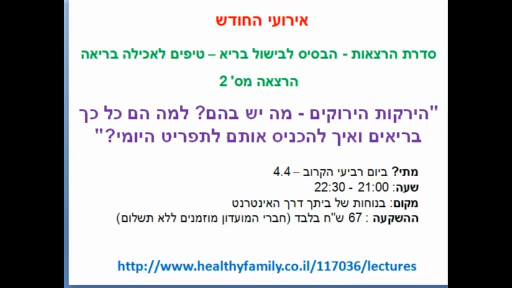 אירועי החודש
סדרת הרצאות - הבסיס לבישול בריא – טיפים לאכילה בריאה
הרצאה מס' 2
"הירקות הירוקים - מה יש בהם? למה הם כל כך
בריאים ואיך להכניס אותם לתפריט היומי?"
מתי? ביום רביעי הקרוב – 4.4
שעה: 21:00 - 22:30
מקום: בנוחות של ביתך דרך האינטרנט
ההשקעה : 67 ש"ח בלבד (חברי המועדון מוזמנים ללא תשלום)
http://www.healthyfamily.co.il/117036/lectures